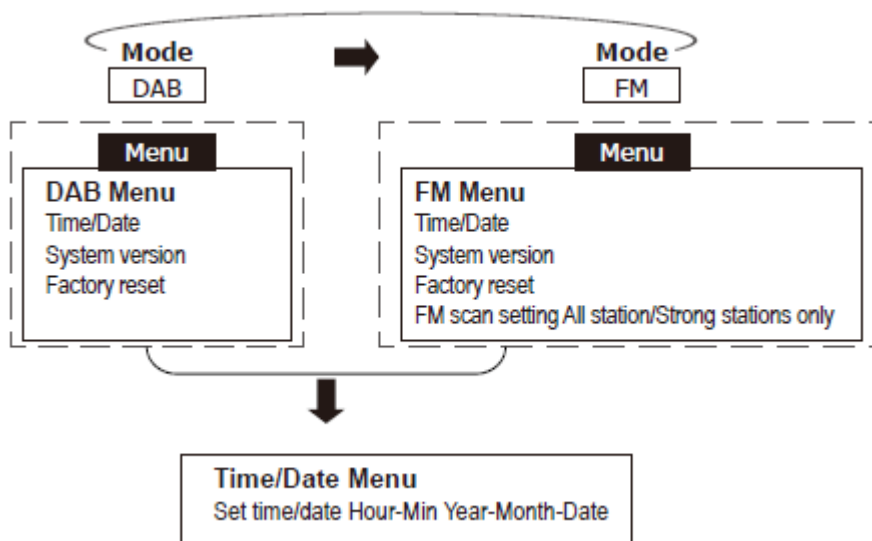 Mode
DAB
Mode
FM
Menu
DAB Menu
Time/Date
System version
Factory reset
Menu
FM Menu
Time/Date
System version
Factory reset
FM scan setting All station/Strong stations only
Time/Date Menu
Set time/date Hour-Min Year-Month-Date